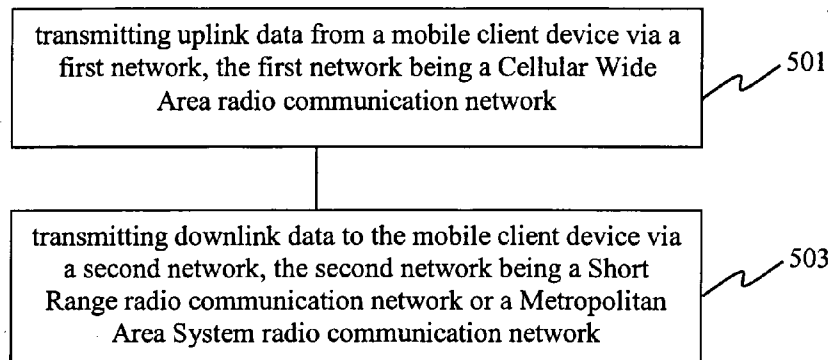 transmitting uplink data from a mobile client device via a
first network, the first network being a Cellular Wide
Area radio communication network
501
transmitting downlink data to the mobile client device via
a second network, the second network being a Short
Range radio communication network or a Metropolitan
Area System radio communication network
503